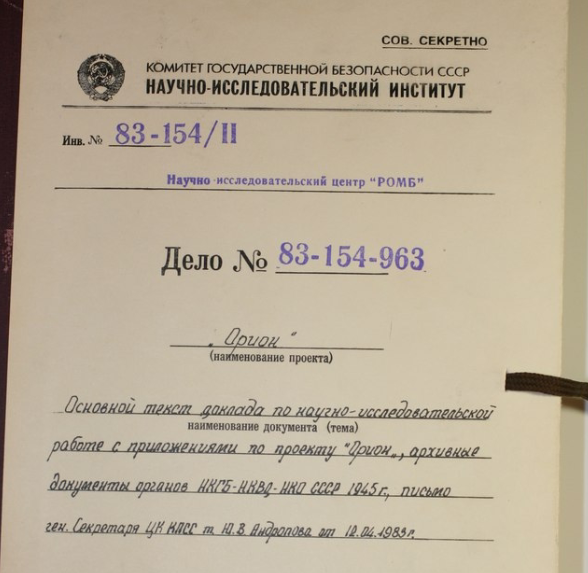 СОВ. СЕКРЕТНО
КОМИТЕТ ГОСУДАРСТВЕННОЙ БЕЗОПАСНОСТИ СССР
НАУЧНО-ИССЛЕДОВАТЕЛЬСКИЙ ИНСТИТУТ
Инв. № 83-154/II
Научно-исследовательский центр "РОМБ"
Дело № 83-154-963
„Орион"
(наименование проекта)
Основной текст доклада по научно-исследовательской
наименование документа (тема)
работе с приложениями по проекту "Орион„, архивные
документы органов НКГБ-НКВД-НКО СССР 1945г., письмо
ген. Секретаря ЦК КПСС т. Ю.В. Андропова от 12.04.1983г.